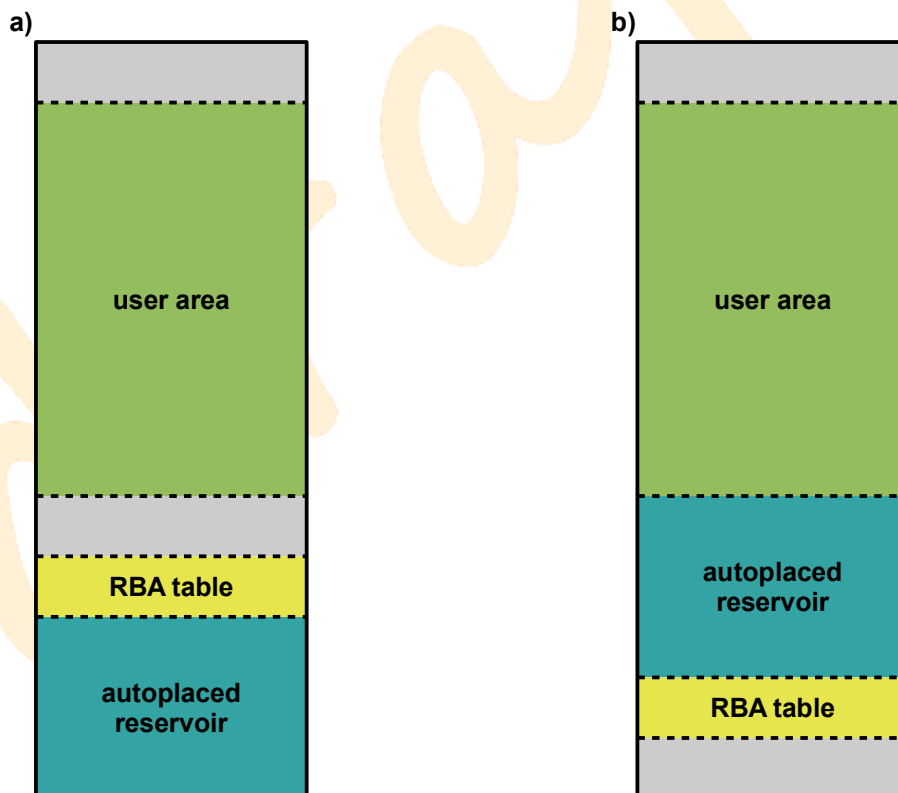 a)
user area
RBA table
autoplaced
reservoir
b)
user area
autoplaced
reservoir
RBA table